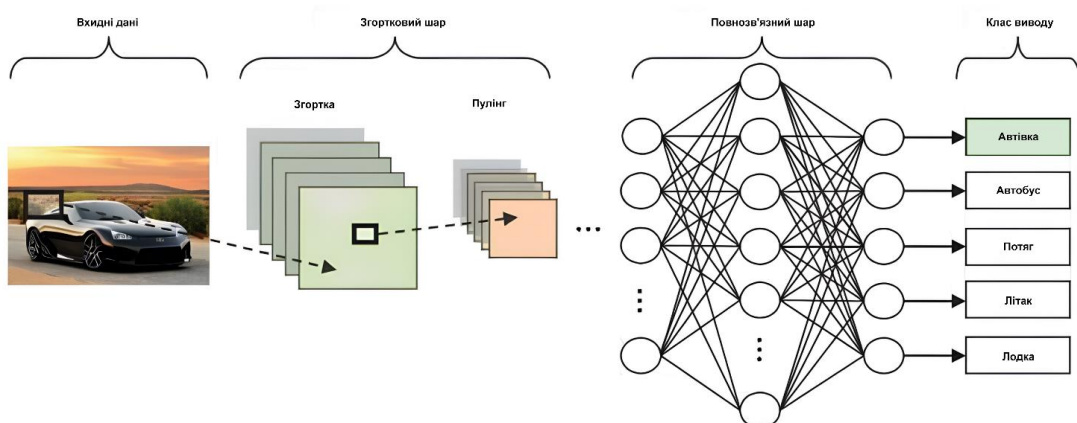 Вхідні дані
Згортковий шар
Повнозв'язний шар
Клас виводу
Згортка
Пулінг
Автівка
Автобус
Потяг
Літак
Лодка